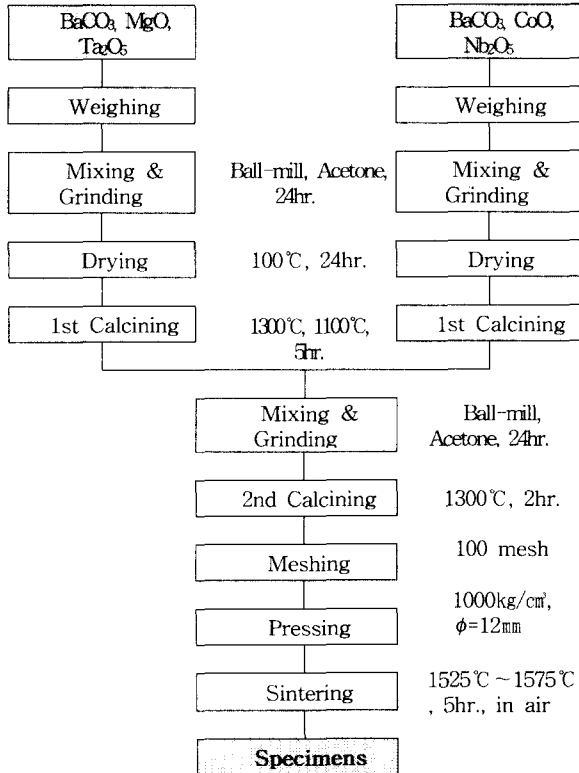 BaCO₃, MgO,
Ta₂O₅
BaCO₃, CoO,
Nb₂O₅
Weighing
Weighing
Mixing &
Grinding
Ball-mill, Acetone,
24hr.
Mixing &
Grinding
Drying
100℃, 24hr.
Drying
1st Calcining
1300℃, 1100℃,
5hr.
1st Calcining
Mixing &
Grinding
Ball-mill,
Acetone, 24hr.
2nd Calcining
1300℃, 2hr.
Meshing
100 mesh
Pressing
1000kg/㎠,
ϕ=12㎜
Sintering
1525℃~1575℃
, 5hr., in air
Specimens